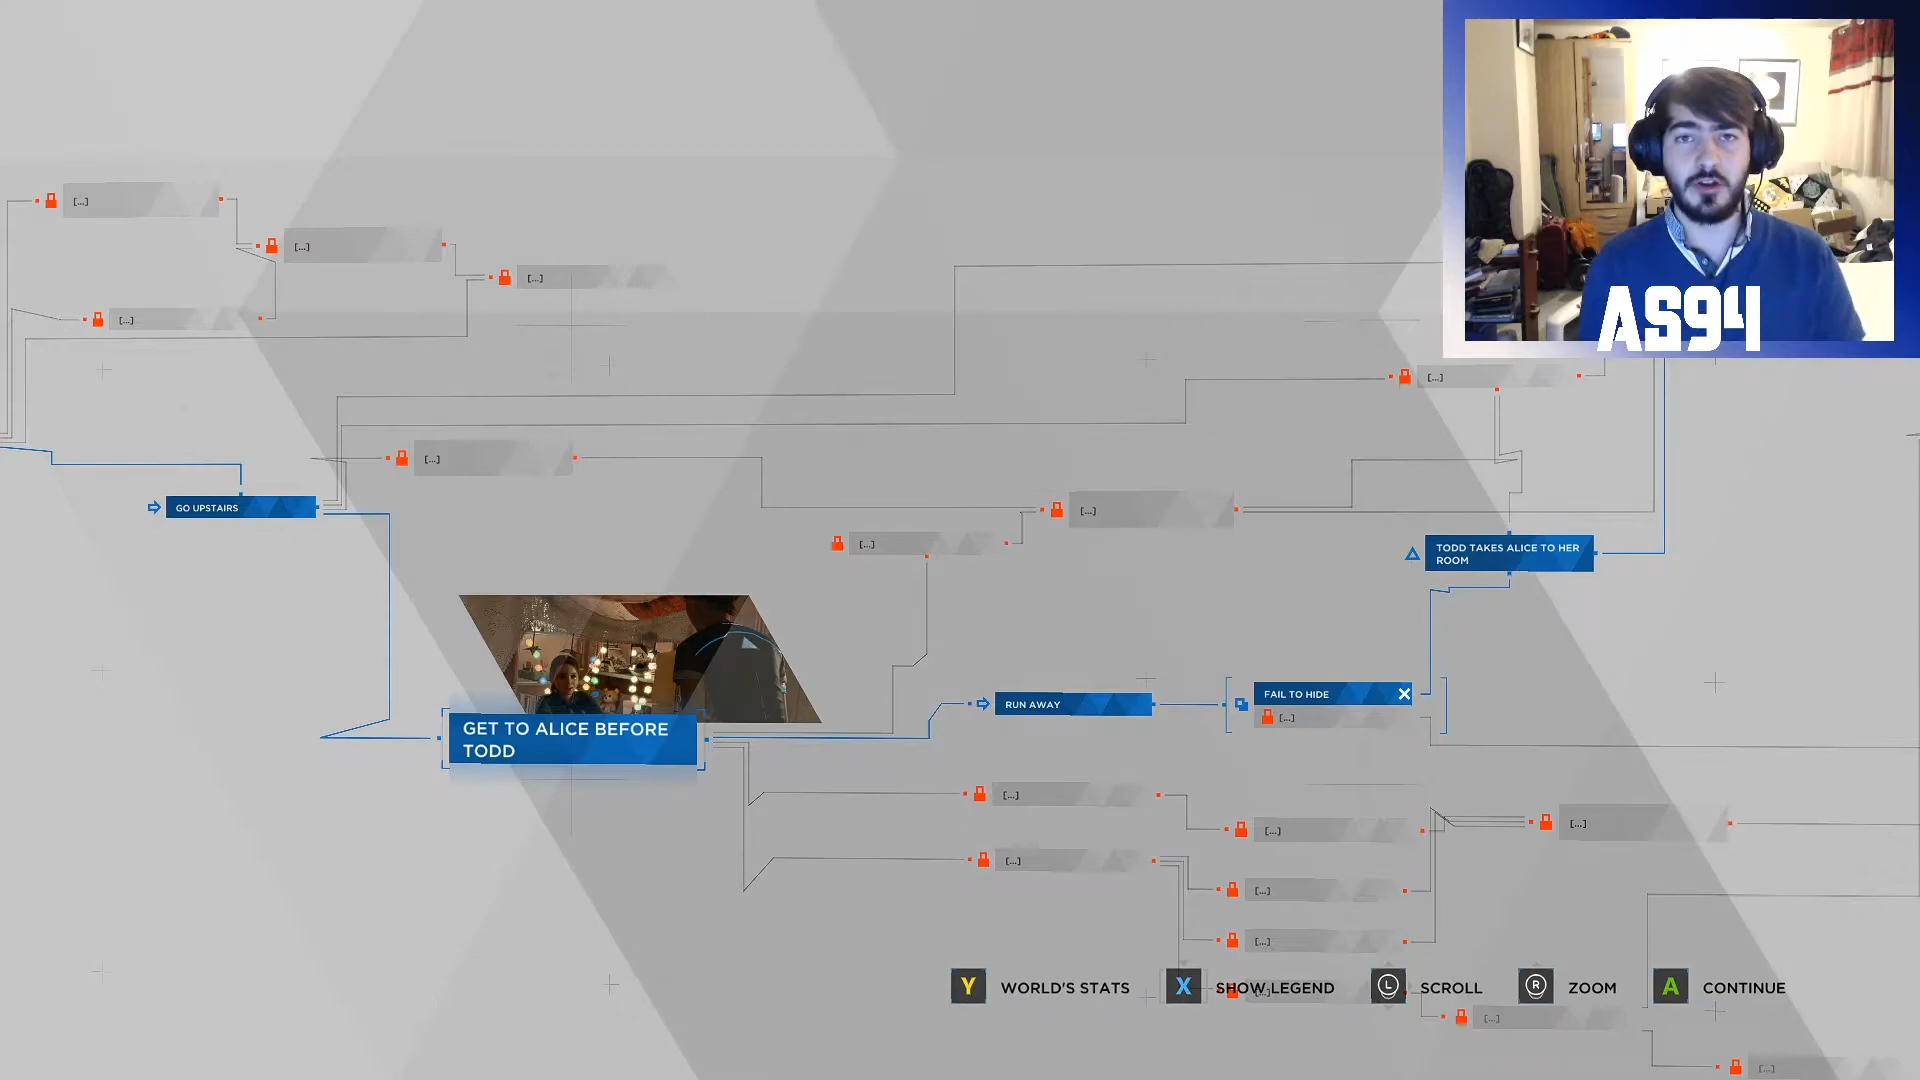 AS94
[...]
[...]
[...]
[...]
[...]
[...]
GO UPSTAIRS
[...]
[...]
TODD TAKES ALICE TO HER
ROOM
GET TO ALICE BEFORE
TODD
RUN AWAY
FAIL TO HIDE
[...]
[...]
[...]
[...]
[...]
[...]
[...]
Y WORLD'S STATS
X SHOW LEGEND
L SCROLL
R ZOOM
A CONTINUE
[...]
[...]
[...]